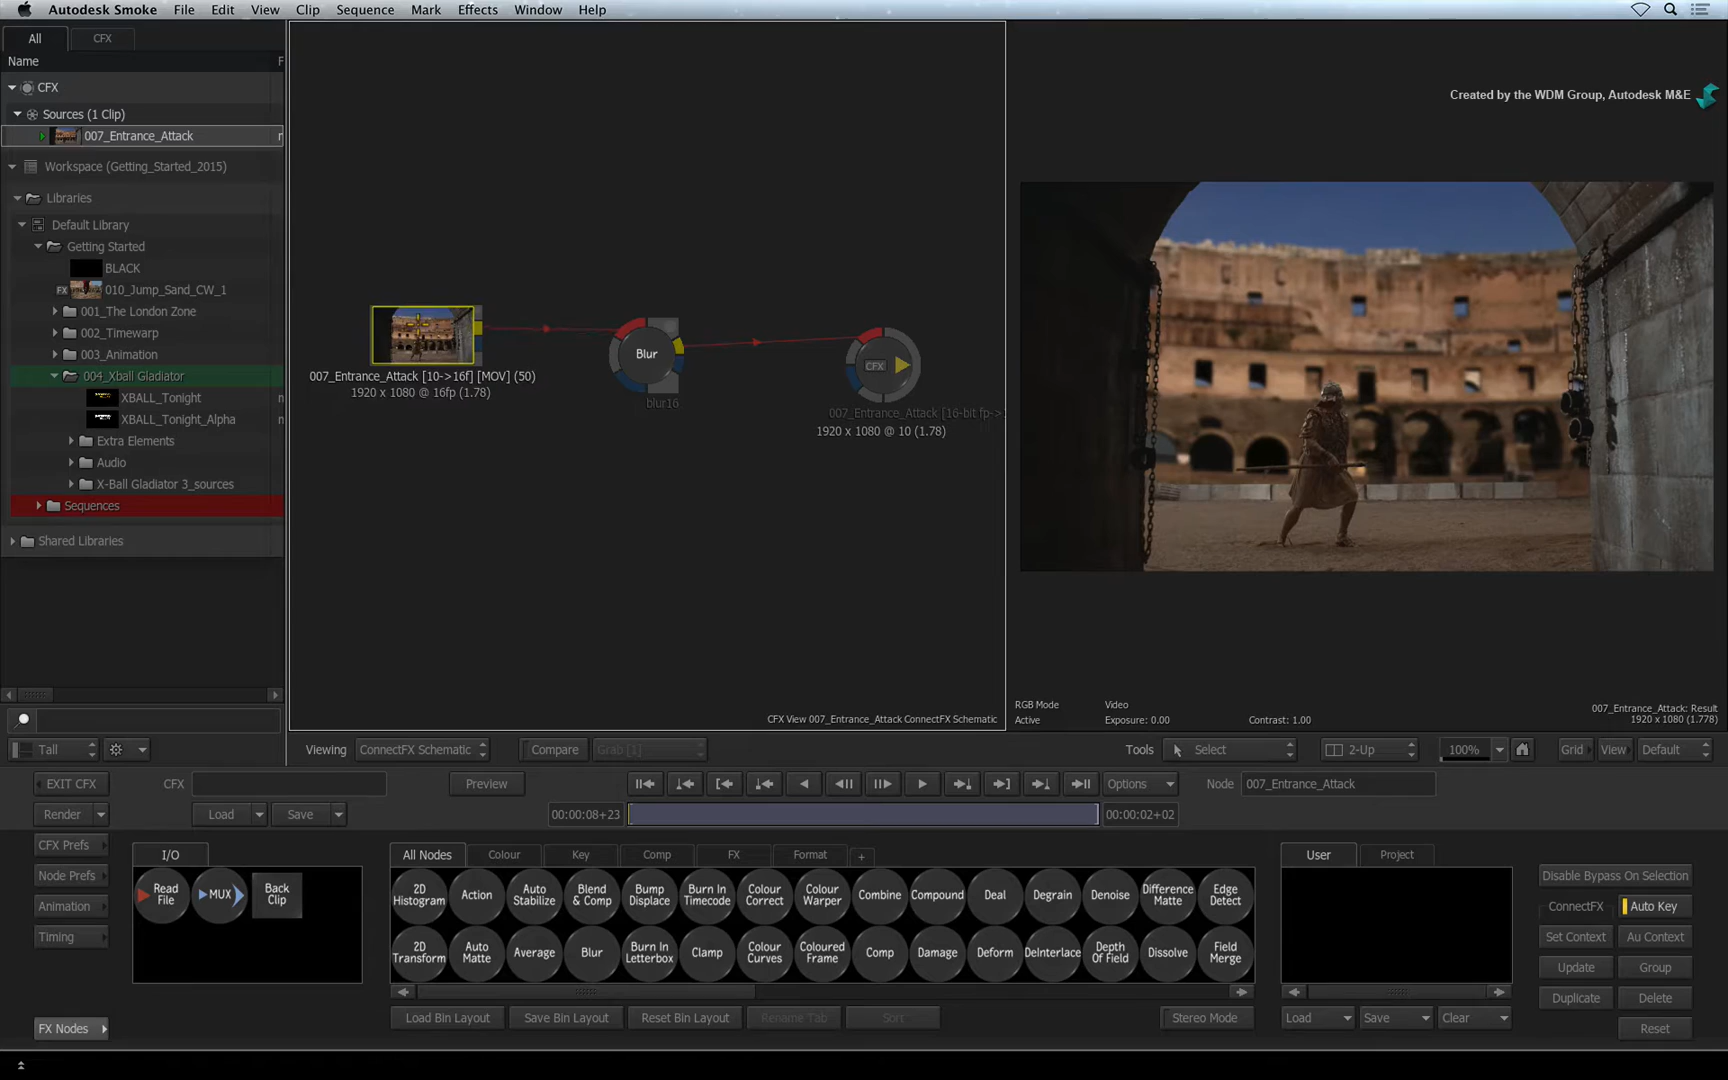 Autodesk Smoke File Edit View Clip Sequence Mark Effects Window Help
All CFX
Name F
CFX
Sources (1 Clip)
007_Entrance_Attack
Workspace (Getting_Started_2015)
Libraries
Default Library
Getting Started
BLACK
FX 010_Jump_Sand_CW_1
001_The London Zone
002_Timewarp
003_Animation
004_Xball Gladiator
XBALL_Tonight
XBALL_Tonight_Alpha
Extra Elements
Audio
X-Ball Gladiator 3_sources
Sequences
Shared Libraries
Created by the WDM Group, Autodesk M&E
007_Entrance_Attack [10->16f] [MOV] (50)
1920 x 1080 @ 16fp (1.78)
Blur
blur16
CFX
007_Entrance_Attack [16-bit fp->
1920 x 1080 @ 10 (1.78)
CFX View 007_Entrance_Attack ConnectFX Schematic
RGB Mode Video
Active Exposure: 0.00 Contrast: 1.00
007_Entrance_Attack: Result
1920 x 1080 (1.778)
Tall
Viewing ConnectFX Schematic Compare Grab [1] Tools Select 2-Up 100% Grid View Default
EXIT CFX CFX Preview Options Node 007_Entrance_Attack
Render Load Save 00:00:08+23 00:00:02+02
CFX Prefs
Node Prefs
Animation
Timing
FX Nodes
I/O
Read File
MUX
Back Clip
All Nodes Colour Key Comp FX Format +
2D Histogram
Action
Auto Stabilize
Blend & Comp
Bump Displace
Burn In Timecode
Colour Correct
Colour Warper
Combine
Compound
Deal
Degrain
Denoise
Difference Matte
Edge Detect
2D Transform
Auto Matte
Average
Blur
Burn In Letterbox
Clamp
Colour Curves
Coloured Frame
Comp
Damage
Deform
DeInterlace
Depth Of Field
Dissolve
Field Merge
Load Bin Layout Save Bin Layout Reset Bin Layout Rename Tab Sort Stereo Mode
User Project
Load Save Clear
Disable Bypass On Selection
ConnectFX Auto Key
Set Context Au Context
Update Group
Duplicate Delete
Reset